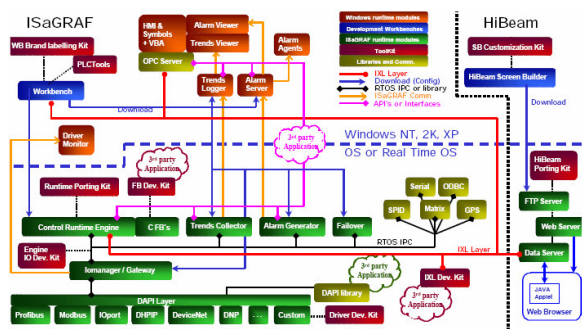 ISaGRAF
HiBeam
WB Brand labelling Kit
PLCTools
Workbench
Download
HMI &
Symbols
+ VBA
Alarm Viewer
Trends Viewer
OPC Server
Alarm
Agents
Trends
Logger
Alarm
Server
Windows runtime modules
Development Workbenches
ISaGRAF runtime modules
ToolKit
Libraries and Comms.
IXL Layer
Download (Config)
RTOS IPC or library
ISaGRAF Comm
API's or Interfaces
SB Customization Kit
HiBeam Screen Builder
Download
Driver
Monitor
3rd party
Application
Windows NT, 2K, XP
OS or Real Time OS
3rd party
Application
Runtime Porting Kit
FB Dev. Kit
Serial
ODBC
SPID
Matrix
GPS
HiBeam
Porting Kit
FTP Server
Web Server
Data Server
Control Runtime Engine
C FB's
Trends Collector
Alarm Generator
Failover
RTOS IPC
IXL Layer
Engine
IO Dev. Kit
Iomanager / Gateway
3rd party
Application
IXL Dev. Kit
3rd party
Application
DAPI library
DAPI Layer
Profibus
Modbus
IOport
DHPIP
DeviceNet
DNP
. . .
Custom
Driver Dev. Kit
JAVA
Applet
Web Browser